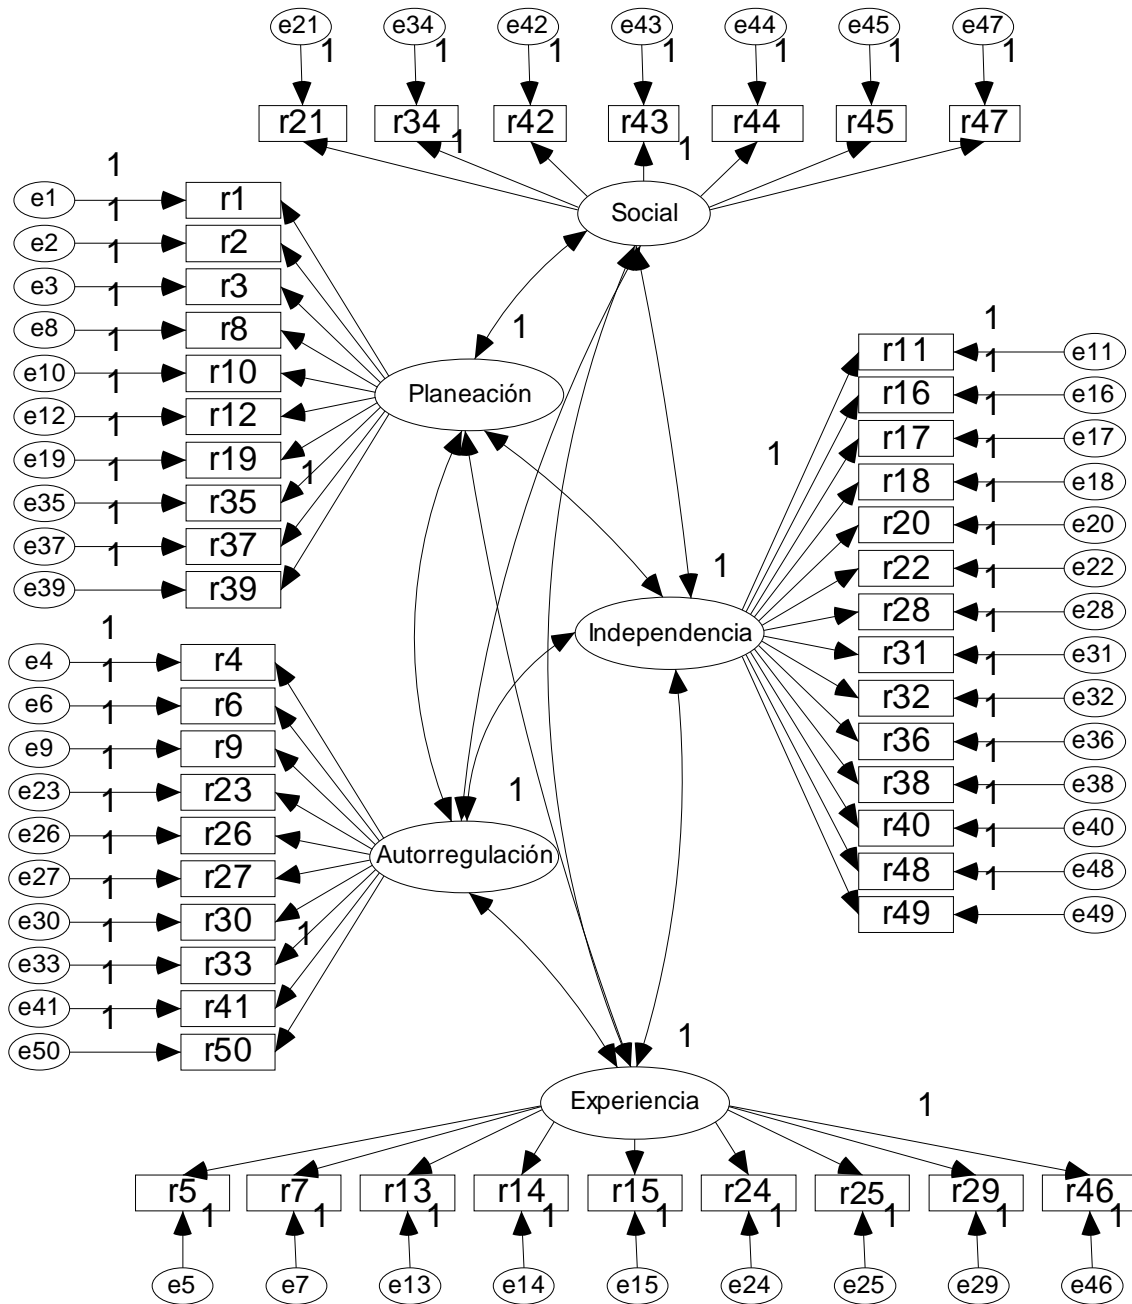 e21 e34 e42 e43 e44 e45 e47
1 1 1 1 1 1 1
r21 r34 r42 r43 r44 r45 r47
1 1
Social
1
e1 r1
1
e2 r2
1
e3 r3
1
e8 r8
1
e10 r10
1
e12 r12
1
e19 r19
1
e35 r35
1
e37 r37
1
e39 r39
1
1
Planeación
1
r11 e11
1
r16 e16
1
r17 e17
1
r18 e18
1
r20 e20
1
r22 e22
1
r28 e28
1
r31 e31
1
r32 e32
1
r36 e36
1
r38 e38
1
r40 e40
1
r48 e48
1
r49 e49
1
1
Independencia
1
e4 r4
1
e6 r6
1
e9 r9
1
e23 r23
1
e26 r26
1
e27 r27
1
e30 r30
1
e33 r33
1
e41 r41
1
e50 r50
1
1
Autorregulación
1
Experiencia
1
r5 r7 r13 r14 r15 r24 r25 r29 r46
1 1 1 1 1 1 1 1 1
e5 e7 e13 e14 e15 e24 e25 e29 e46